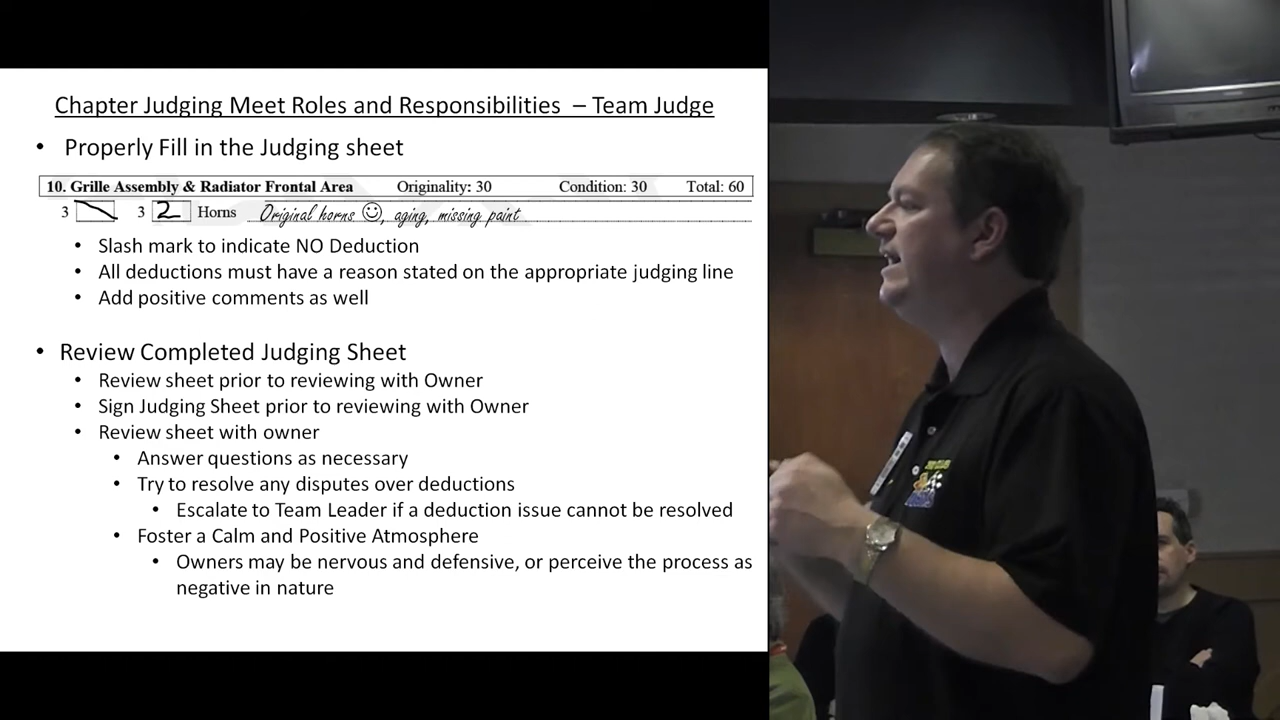 Chapter Judging Meet Roles and Responsibilities – Team Judge
• Properly Fill in the Judging sheet
10. Grille Assembly & Radiator Frontal Area Originality: 30 Condition: 30 Total: 60
3 3 2 Horns Original horns ☺, aging, missing paint
• Slash mark to indicate NO Deduction
• All deductions must have a reason stated on the appropriate judging line
• Add positive comments as well
• Review Completed Judging Sheet
• Review sheet prior to reviewing with Owner
• Sign Judging Sheet prior to reviewing with Owner
• Review sheet with owner
• Answer questions as necessary
• Try to resolve any disputes over deductions
• Escalate to Team Leader if a deduction issue cannot be resolved
• Foster a Calm and Positive Atmosphere
• Owners may be nervous and defensive, or perceive the process as
negative in nature